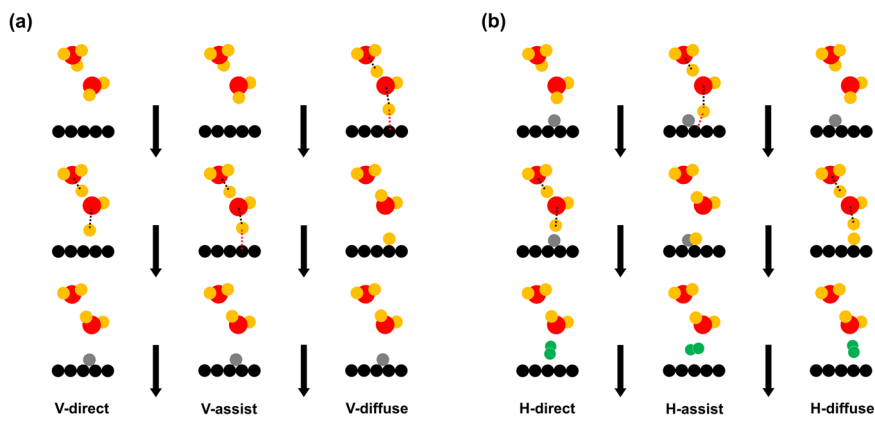 (a)
(b)
V-direct
V-assist
V-diffuse
H-direct
H-assist
H-diffuse